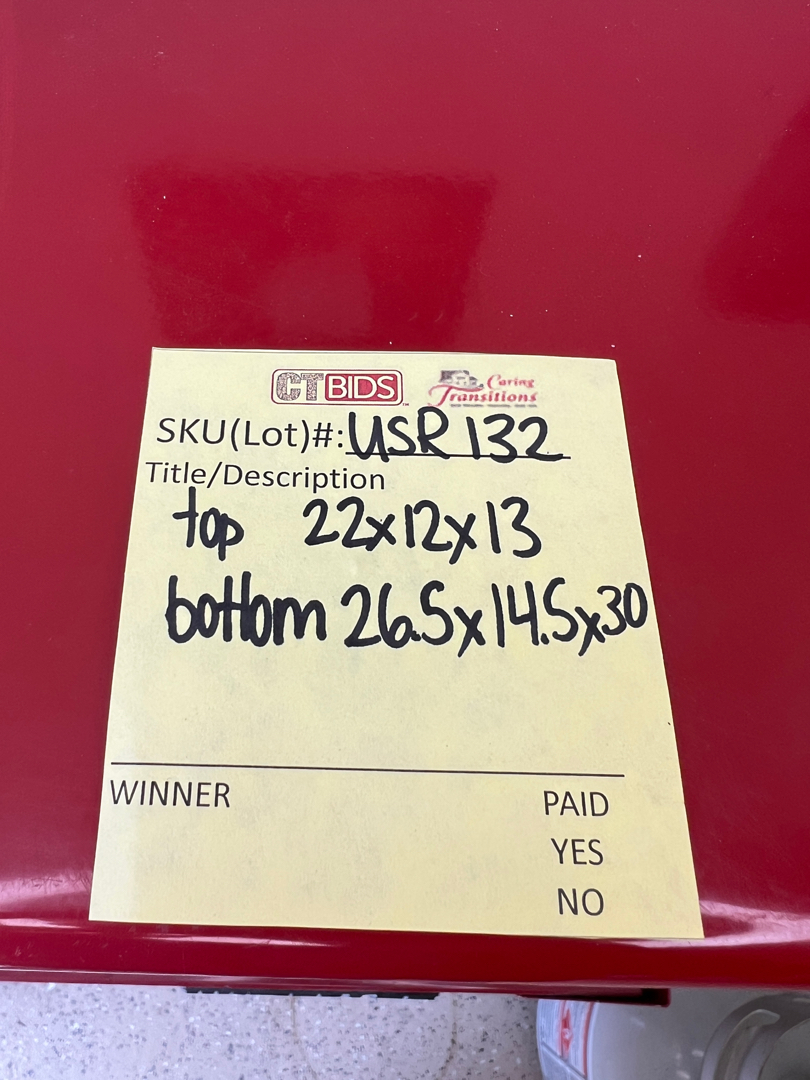 CTBIDS
Caring
Transitions
SKU(Lot)#: USR 132
Title/Description
top 22x12x13
bottom 26.5x14.5x30
WINNER PAID
YES
NO